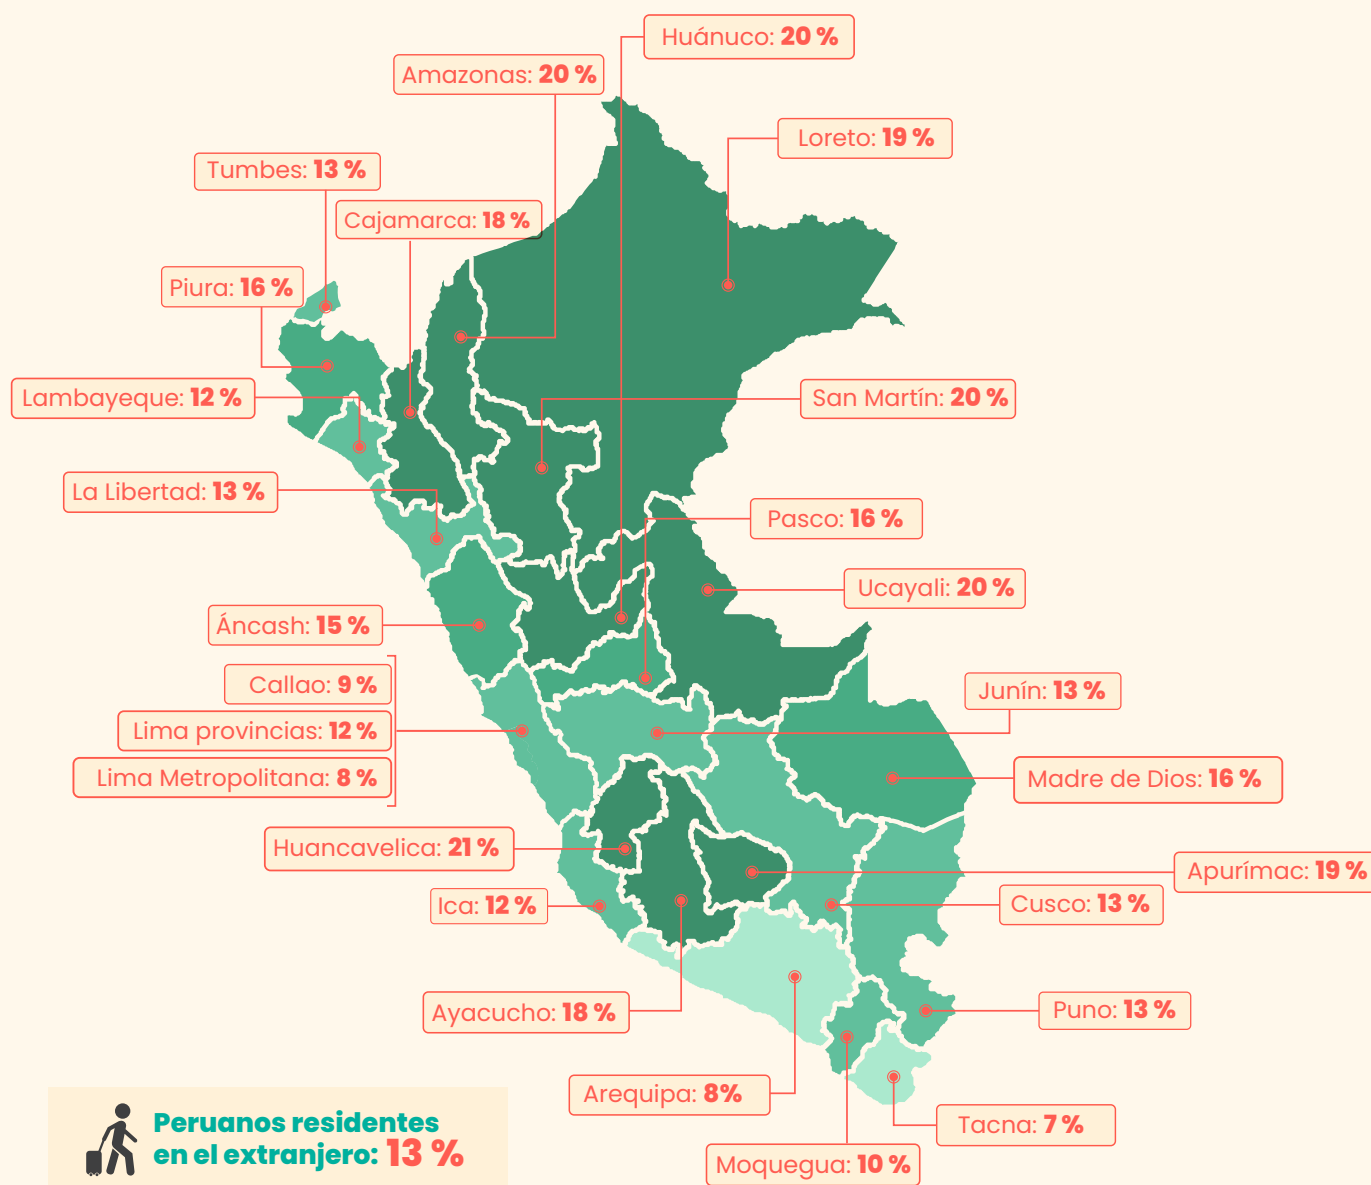 Huánuco: 20 %
Amazonas: 20 %
Loreto: 19 %
Tumbes: 13 %
Cajamarca: 18 %
Piura: 16 %
Lambayeque: 12 %
San Martín: 20 %
La Libertad: 13 %
Pasco: 16 %
Ucayali: 20 %
Áncash: 15 %
Callao: 9 %
Junín: 13 %
Lima provincias: 12 %
Lima Metropolitana: 8 %
Madre de Dios: 16 %
Huancavelica: 21 %
Apurímac: 19 %
Ica: 12 %
Cusco: 13 %
Ayacucho: 18 %
Puno: 13 %
Arequipa: 8%
Tacna: 7 %
Moquegua: 10 %
Peruanos residentes
en el extranjero: 13 %